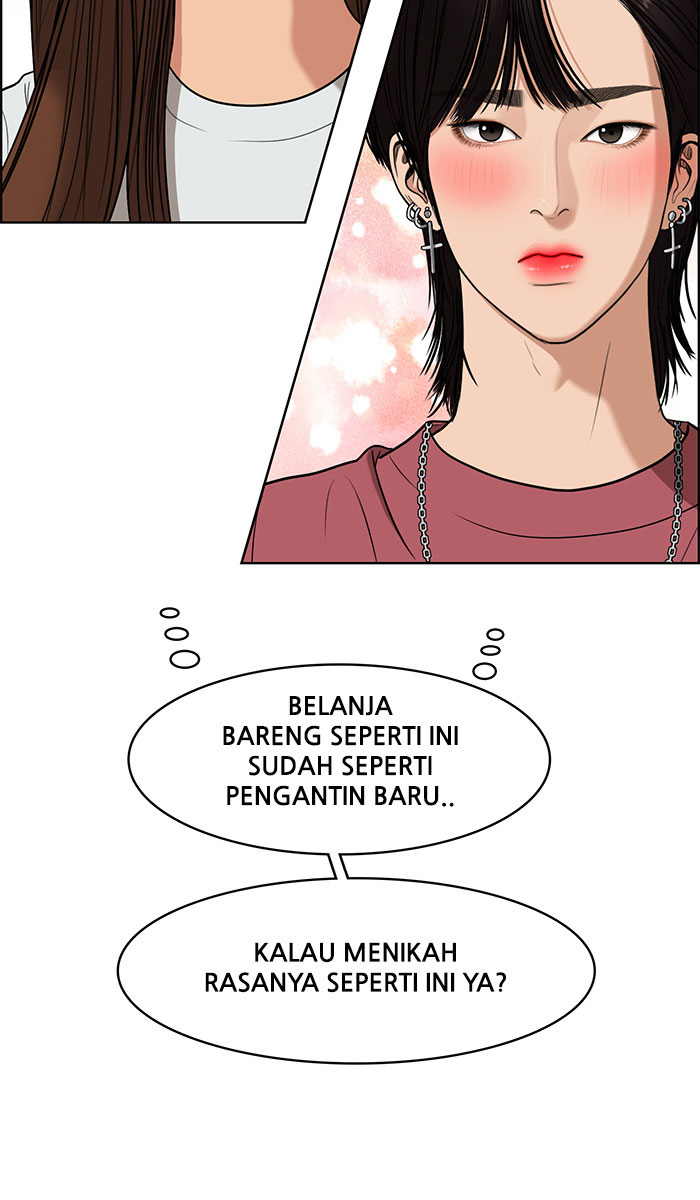 BELANJA
BARENG SEPERTI INI
SUDAH SEPERTI
PENGANTIN BARU..
KALAU MENIKAH
RASANYA SEPERTI INI YA?